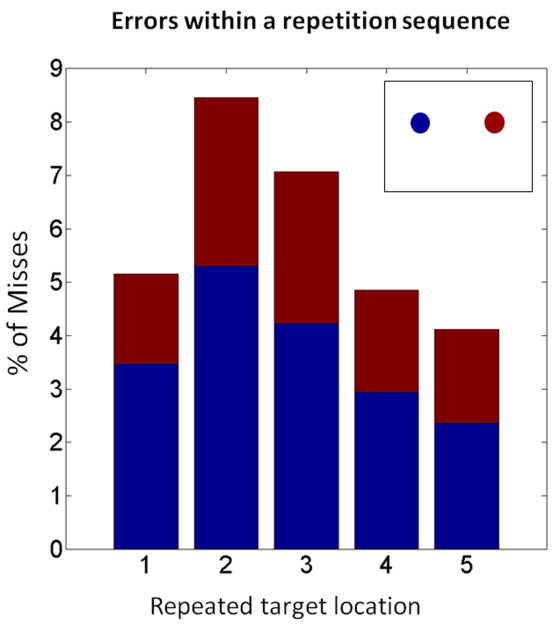 Errors within a repetition sequence
9
8
7
6
5
4
3
2
1
0
% of Misses
1 2 3 4 5
Repeated target location